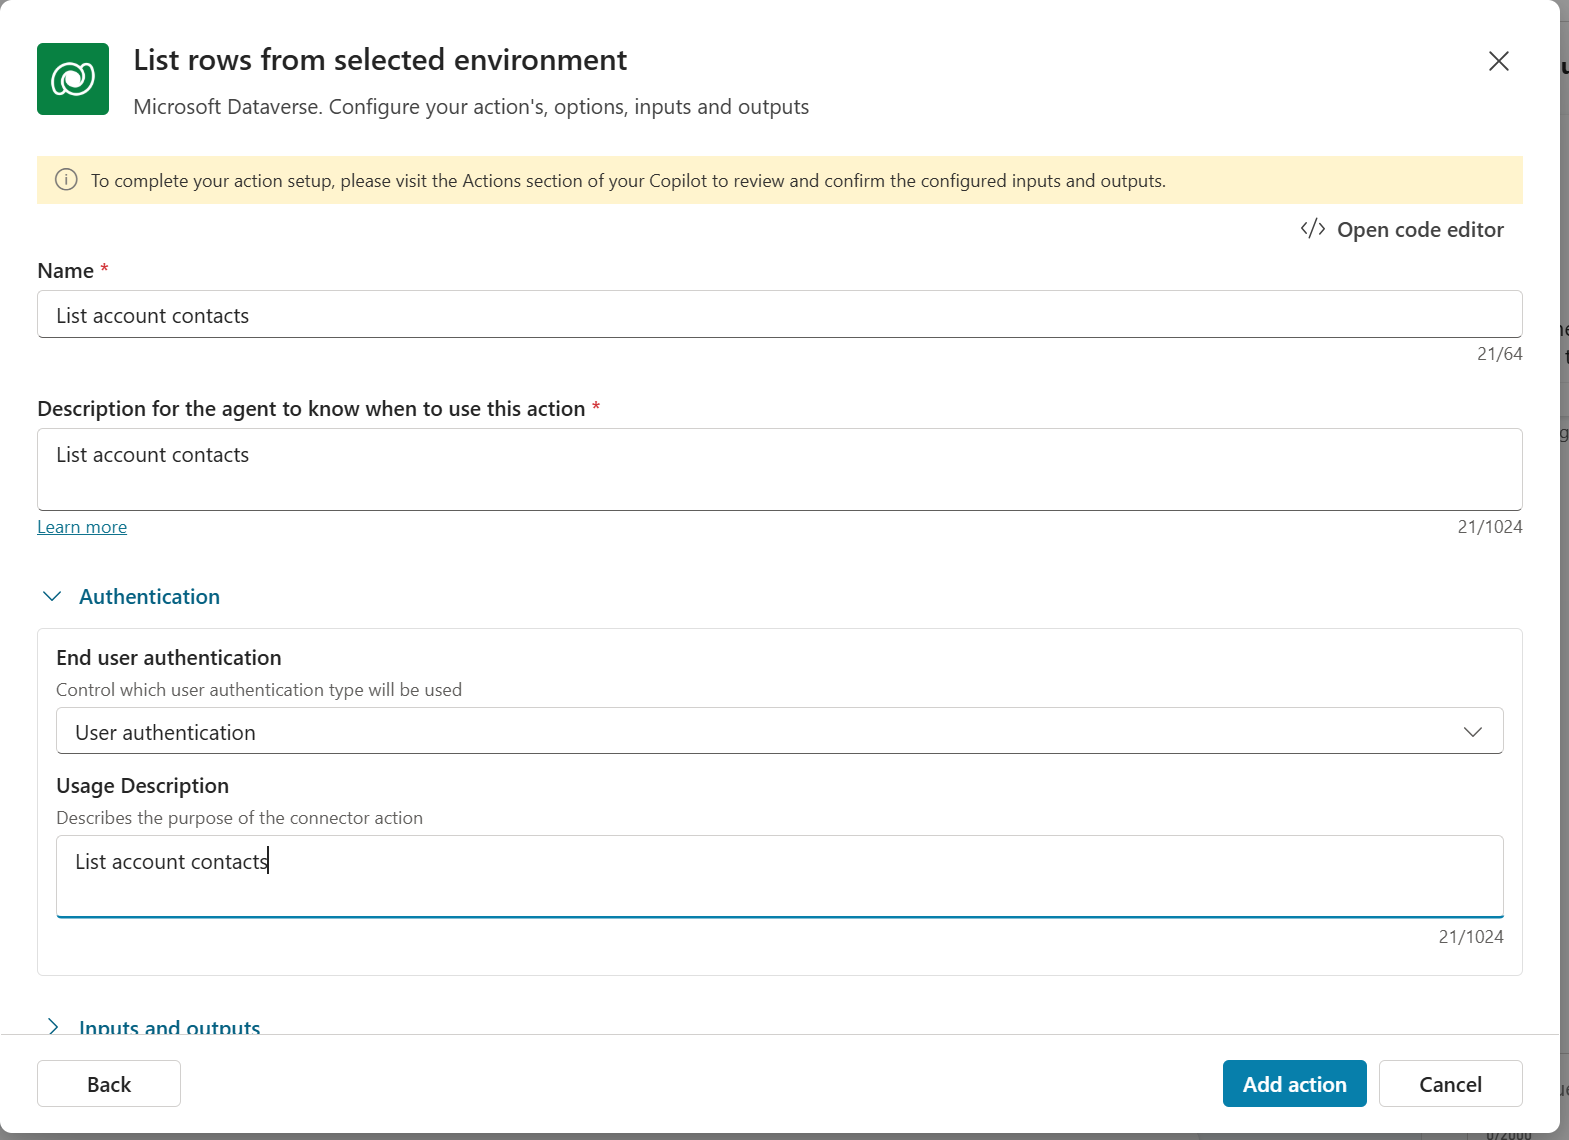 List rows from selected environment
Microsoft Dataverse. Configure your action's, options, inputs and outputs
To complete your action setup, please visit the Actions section of your Copilot to review and confirm the configured inputs and outputs.
</> Open code editor
Name *
List account contacts
21/64
Description for the agent to know when to use this action *
List account contacts
Learn more
21/1024
Authentication
End user authentication
Control which user authentication type will be used
User authentication
Usage Description
Describes the purpose of the connector action
List account contacts
21/1024
Inputs and outputs
Back
Add action
Cancel